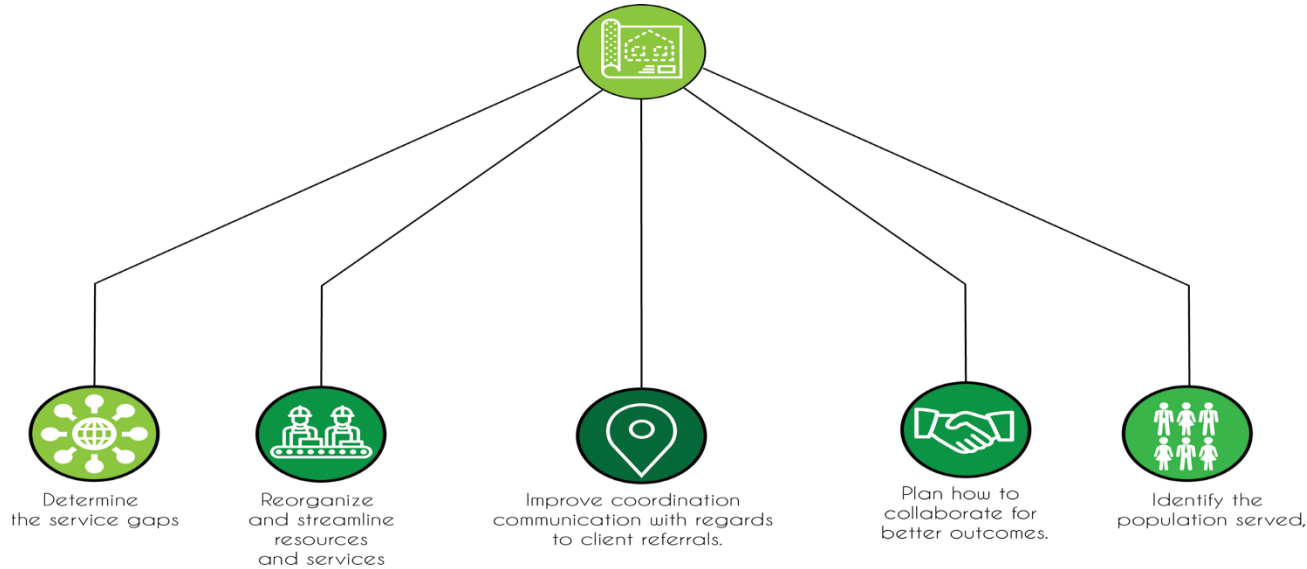 Determine
the service gaps
Reorganize
and streamline
resources
and services
Improve coordination
communication with regards
to client referrals.
Plan how to
collaborate for
better outcomes.
Identify the
population served,